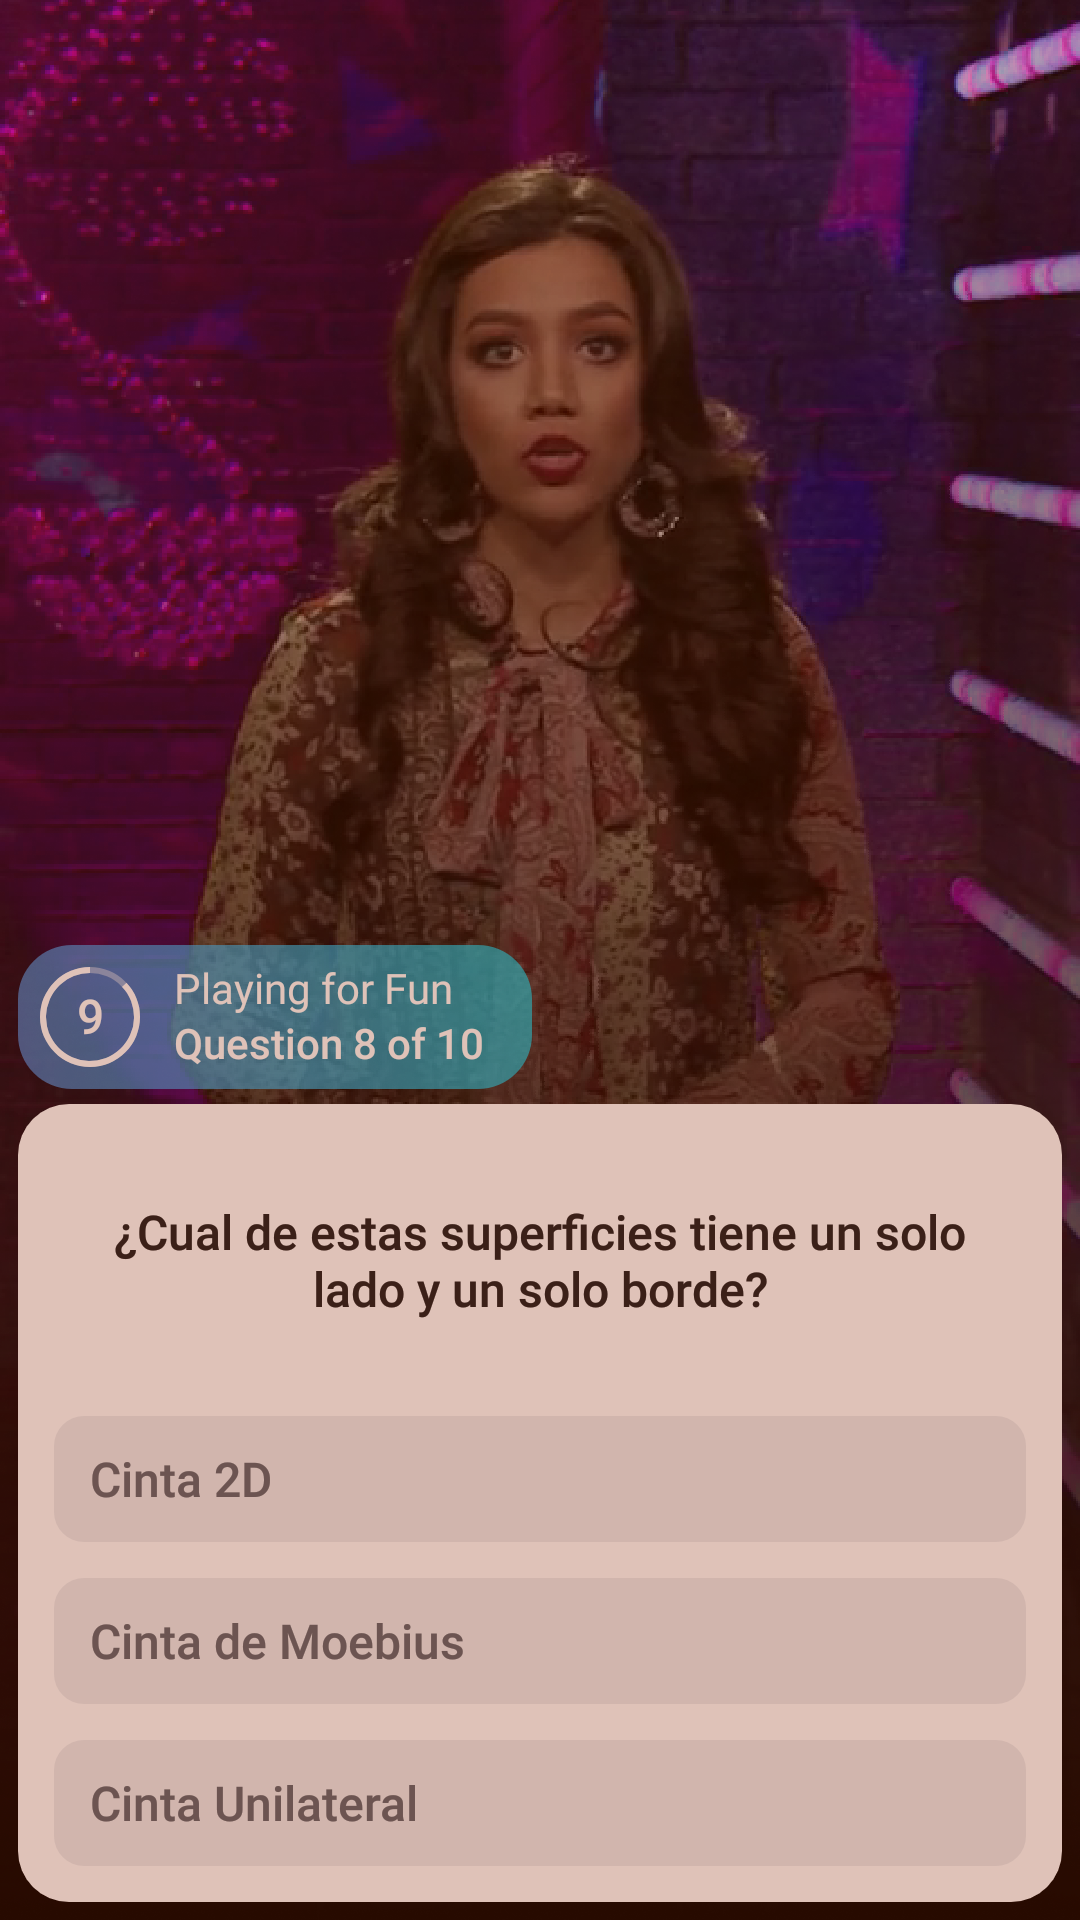 9
Playing for Fun
Question 8 of 10
¿Cual de estas superficies tiene un solo
lado y un solo borde?
Cinta 2D
Cinta de Moebius
Cinta Unilateral